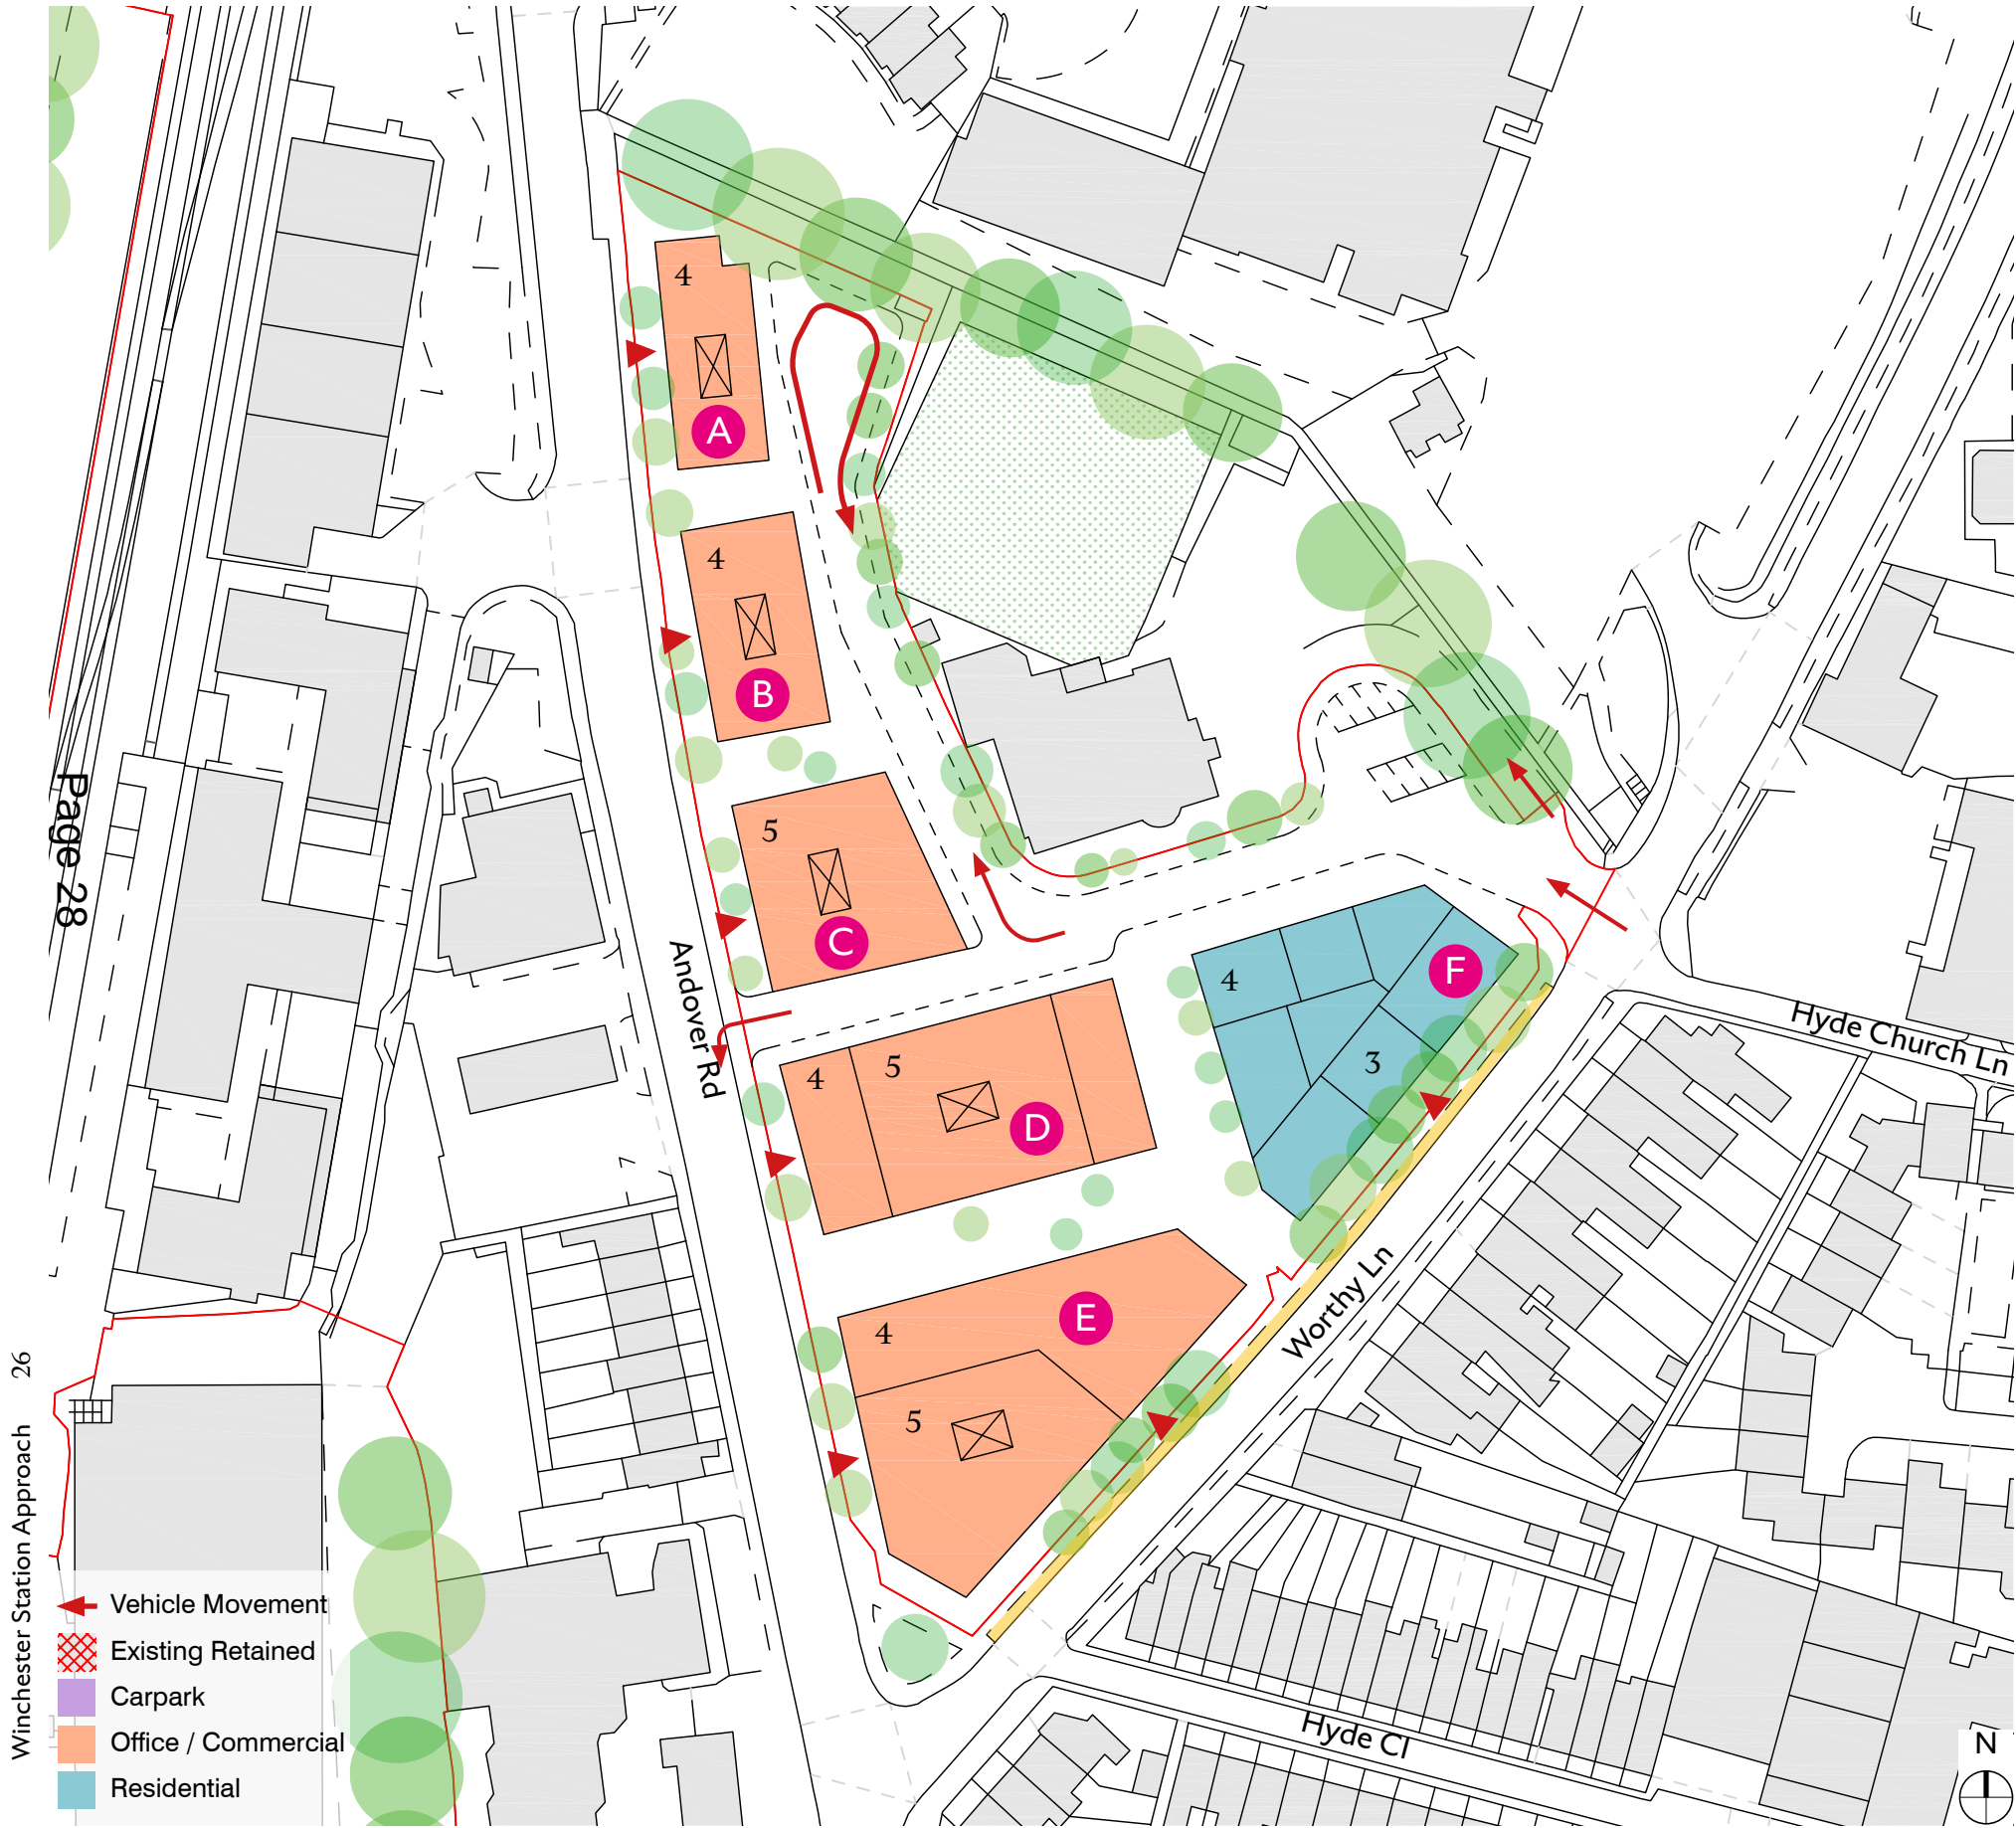 4
A
4
B
5
C
Page 28
Andover Rd
4
5
D
4
F
3
Hyde Church Ln
4
E
5
Worthy Ln
Winchester Station Approach 26
Vehicle Movement
Existing Retained
Carpark
Office / Commercial
Residential
Hyde Cl
N